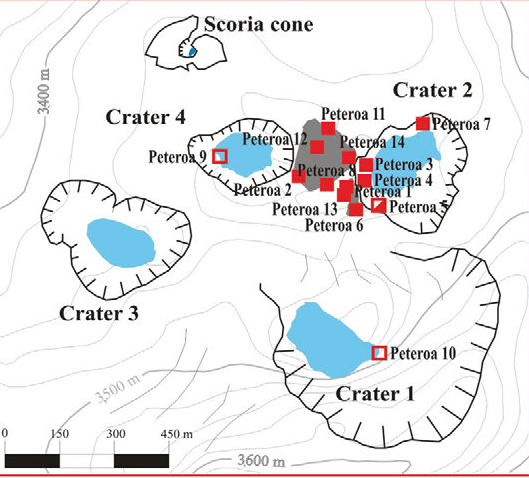 Scoria cone
3400 m
Crater 2
Crater 4
Peteroa 11
Peteroa 7
Peteroa 12
Peteroa 14
Peteroa 9
Peteroa 3
Peteroa 8
Peteroa 4
Peteroa 2
Peteroa 1
Peteroa 13
Peteroa
Peteroa 6
Crater 3
Peteroa 10
3500 m
Crater 1
0 150 300 450 m
3600 m